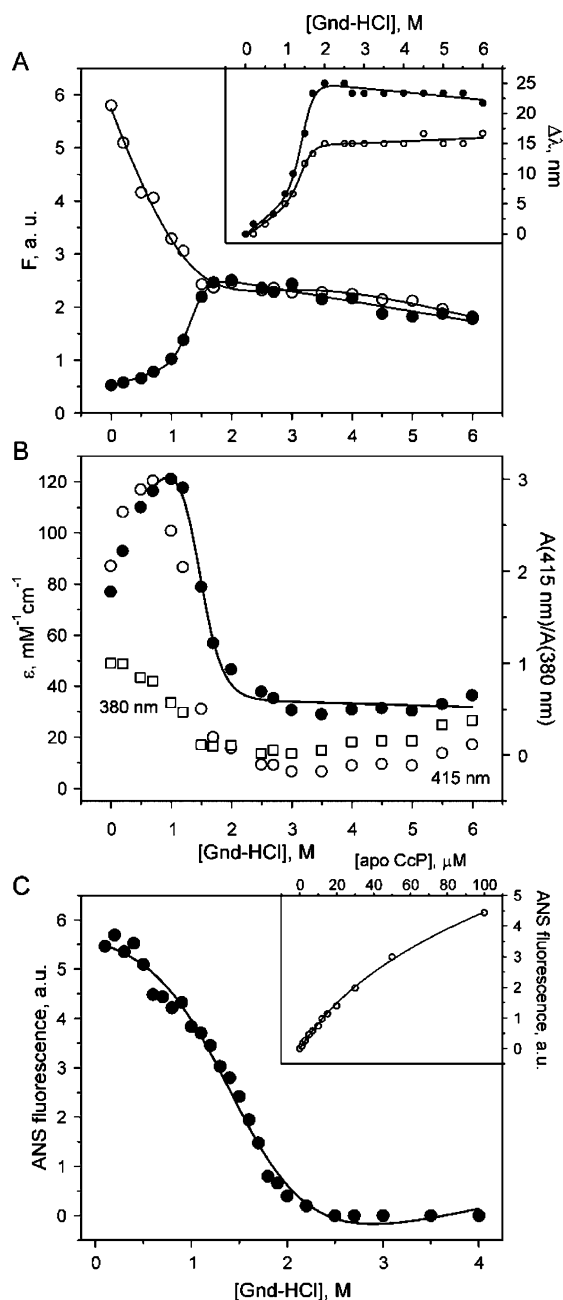 [Gnd-HCl], M
0 1 2 3 4 5 6
A
6
5
4
3
2
1
0
F, a. u.
25
20
15
10
5
0
Δλ, nm
0 1 2 3 4 5 6
B
120
100
80
60
40
20
0
ε, mM⁻¹cm⁻¹
3
2
1
0
A(415 nm)/A(380 nm)
380 nm
415 nm
0 1 2 3 4 5 6
[Gnd-HCl], M
[apo CcP], μM
0 20 40 60 80 100
C
6
5
4
3
2
1
0
ANS fluorescence, a.u.
5
4
3
2
1
0
ANS fluorescence, a.u.
0 1 2 3 4
[Gnd-HCl], M